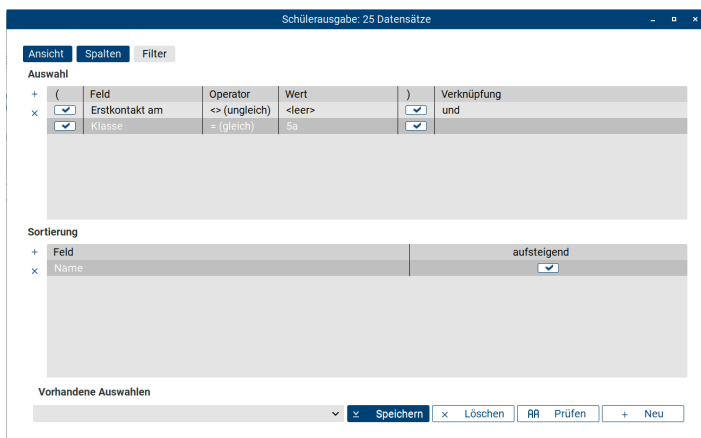 Schülerausgabe: 25 Datensätze
Ansicht Spalten Filter
Auswahl
( Feld Operator Wert ) Verknüpfung
Erstkontakt am <> (ungleich) <leer> und
Klasse = (gleich) 5a
Sortierung
Feld aufsteigend
Name
Vorhandene Auswahlen
Speichern Löschen Prüfen Neu